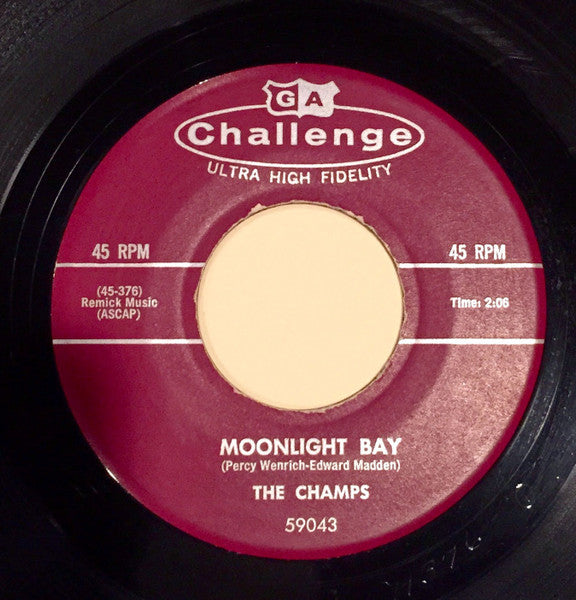 GA
Challenge
ULTRA HIGH FIDELITY
45 RPM
45 RPM
(45-376)
Remick Music
(ASCAP)
Time: 2:06
MOONLIGHT BAY
(Percy Wenrich-Edward Madden)
THE CHAMPS
59043